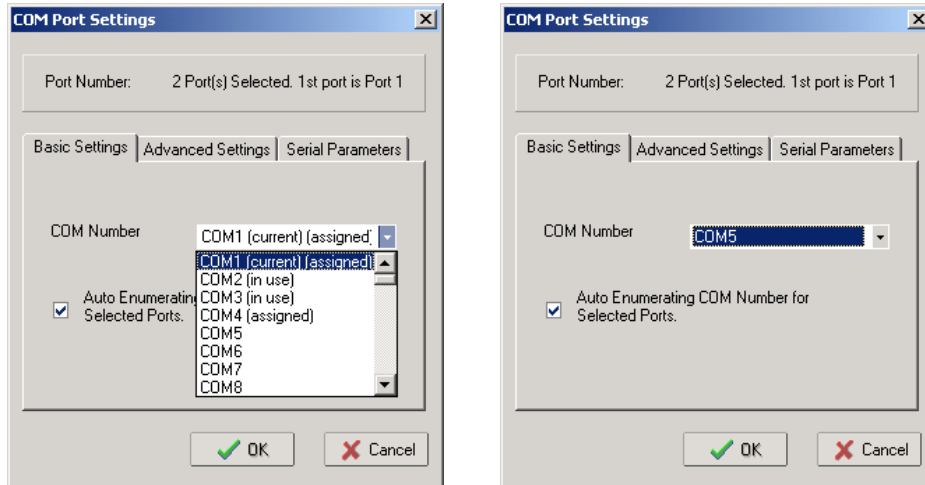 COM Port Settings
Port Number: 2 Port(s) Selected. 1st port is Port 1
Basic Settings Advanced Settings Serial Parameters
COM Number COM1 (current) (assigned)
COM1 (current) (assigned)
COM2 (in use)
COM3 (in use)
COM4 (assigned)
COM5
COM6
COM7
COM8
Auto Enumerating
Selected Ports.
OK Cancel
COM Port Settings
Port Number: 2 Port(s) Selected. 1st port is Port 1
Basic Settings Advanced Settings Serial Parameters
COM Number COM5
Auto Enumerating COM Number for
Selected Ports.
OK Cancel